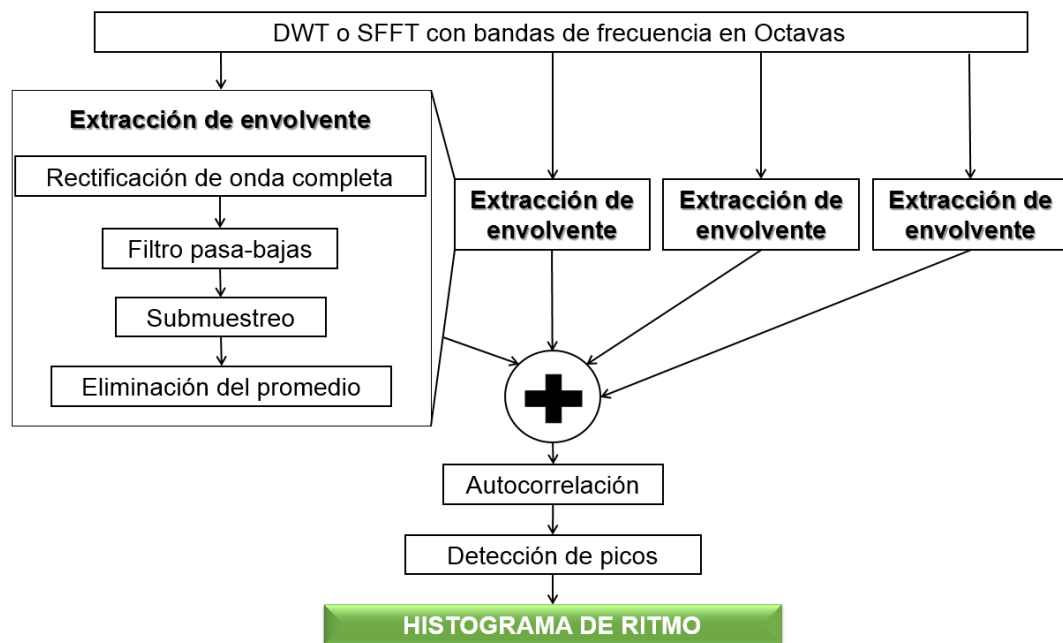 DWT o SFFT con bandas de frecuencia en Octavas
Extracción de envolvente
Rectificación de onda completa
Filtro pasa-bajas
Submuestreo
Eliminación del promedio
Extracción de
envolvente
Extracción de
envolvente
Extracción de
envolvente
Autocorrelación
Detección de picos
HISTOGRAMA DE RITMO